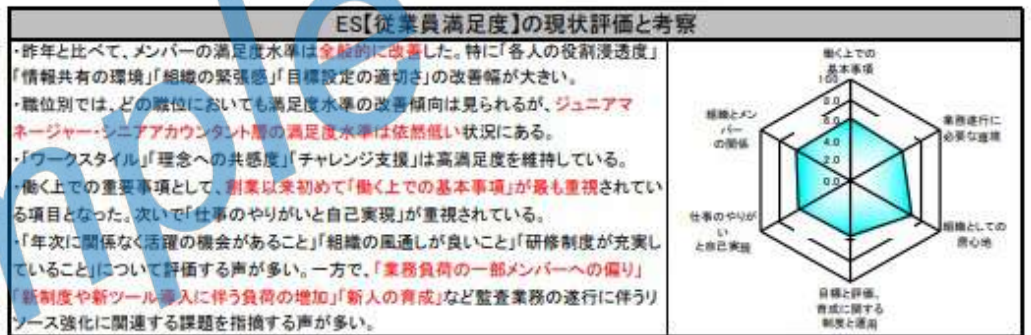 ES【従業員満足度】の現状評価と考察
・昨年と比べて、メンバーの満足度水準は全般的に改善した。特に「各人の役割浸透度」
「情報共有の環境」「組織の緊張感」「目標設定の適切さ」の改善幅が大きい。
・職位別では、どの職位においても満足度水準の改善傾向は見られるが、ジュニアマ
ネージャー・シニアアカウンタント層の満足度水準は依然低い状況にある。
・「ワークスタイル」「理念への共感度」「チャレンジ支援」は高満足度を維持している。
・働く上での重要事項として、創業以来初めて「働く上での基本事項」が最も重視されてい
る項目となった。次いで「仕事のやりがいと自己実現」が重視されている。
・「年次に関係なく活躍の機会があること」「組織の風通しが良いこと」「研修制度が充実し
ていること」について評価する声が多い。一方で、「業務負荷の一部メンバーへの偏り」
「新制度や新ツール導入に伴う負荷の増加」「新人の育成」など監査業務の遂行に伴うリ
ソース強化に関連する課題を指摘する声が多い。
働く上での
基本事項
10.0
8.0
6.0
4.0
2.0
0.0
業務遂行に
必要な環境
組織としての
居心地
目標と評価、
育成に関する
制度と運用
仕事のやりが
い
と自己実現
組織とメン
バー
の関係
mple